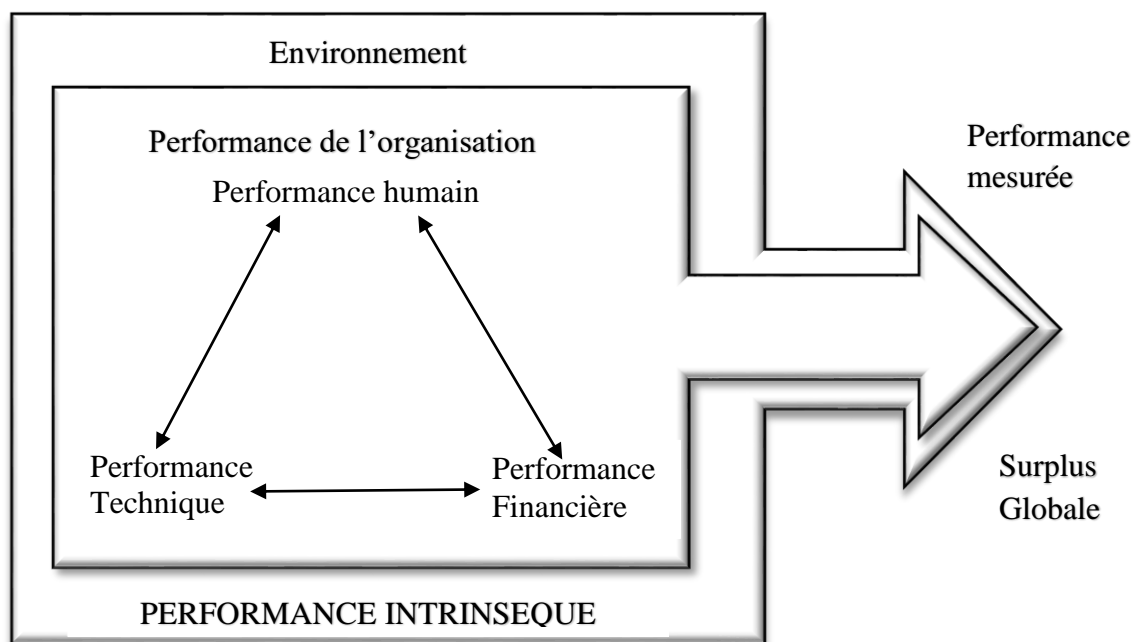 Environnement
Performance de l'organisation
Performance humain
Performance
mesurée
Performance
Technique
Performance
Financière
Surplus
Globale
PERFORMANCE INTRINSEQUE